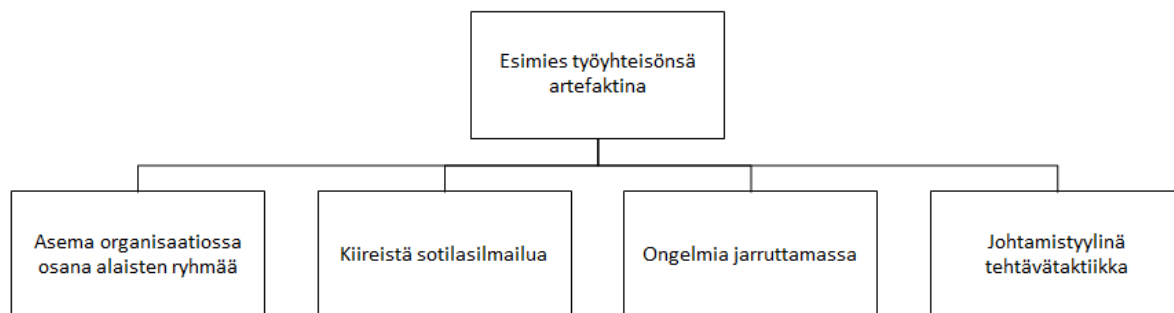 Esimies työyhteisönsä
artefaktina
Asema organisaatiossa
osana alaisten ryhmää
Kiireistä sotilasilmailua
Ongelmia jarruttamassa
Johtamistyylinä
tehtävätaktiikka